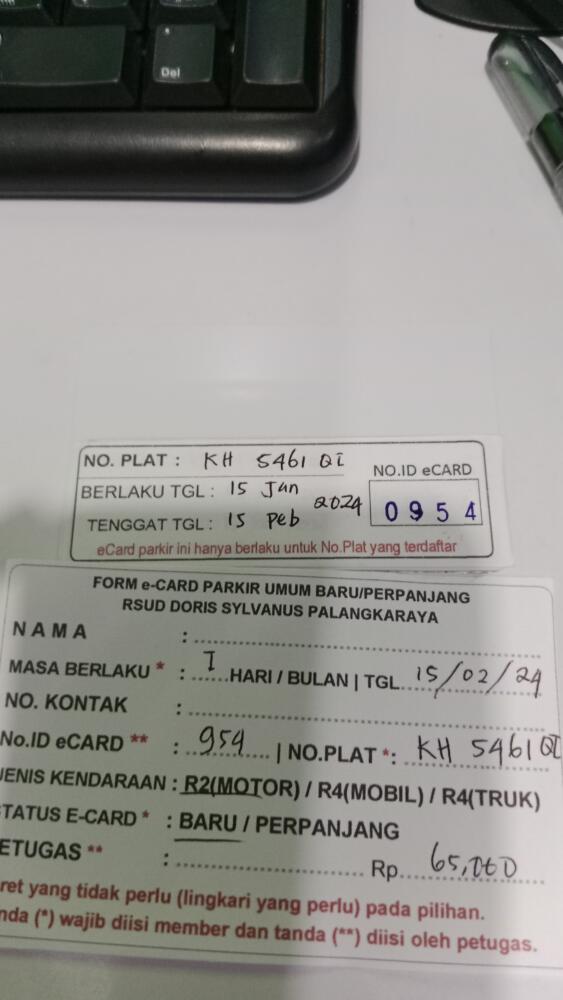 Del
NO. PLAT : KH 5461 QI
NO.ID eCARD
BERLAKU TGL : 15 Jan
2024
0954
TENGGAT TGL : 15 Peb
eCard parkir ini hanya berlaku untuk No.Plat yang terdaftar
FORM e-CARD PARKIR UMUM BARU/PERPANJANG
RSUD DORIS SYLVANUS PALANGKARAYA
NAMA :
MASA BERLAKU * : I HARI / BULAN | TGL. 15/02/24
NO. KONTAK :
No.ID eCARD ** : 954 | NO.PLAT *: KH 5461 QI
JENIS KENDARAAN : R2(MOTOR) / R4(MOBIL) / R4(TRUK)
STATUS E-CARD * : BARU / PERPANJANG
ETUGAS ** : Rp. 65,000
ret yang tidak perlu (lingkari yang perlu) pada pilihan.
nda (*) wajib diisi member dan tanda (**) diisi oleh petugas.